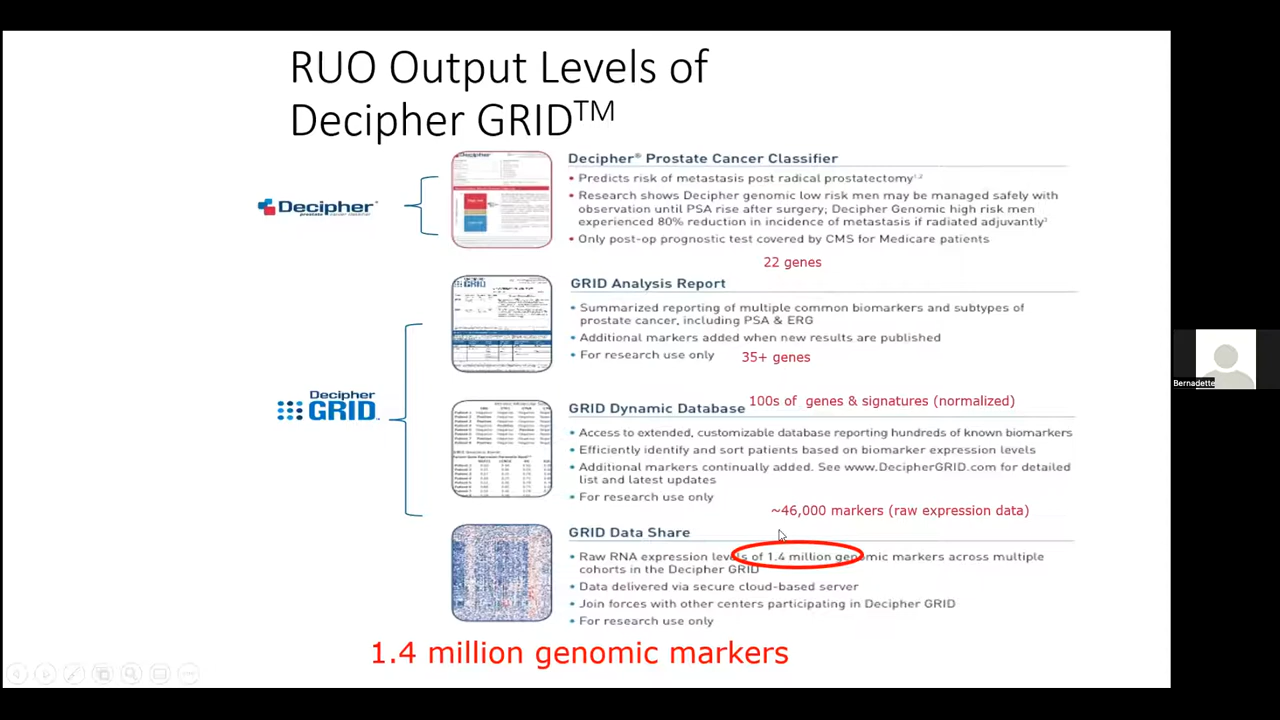 RUO Output Levels of
Decipher GRID™
Decipher® Prostate Cancer Classifier
• Predicts risk of metastasis post radical prostatectomy¹,²
• Research shows Decipher genomic low risk men may be managed safely with
observation until PSA rise after surgery; Decipher Genomic high risk men
experienced 80% reduction in incidence of metastasis if radiated adjuvantly³
• Only post-op prognostic test covered by CMS for Medicare patients
22 genes
Decipher
prostate cancer classifier
GRID Analysis Report
• Summarized reporting of multiple common biomarkers and subtypes of
prostate cancer, including PSA & ERG
• Additional markers added when new results are published
• For research use only
35+ genes
Decipher
GRID
100s of genes & signatures (normalized)
GRID Dynamic Database
• Access to extended, customizable database reporting hundreds of known biomarkers
• Efficiently identify and sort patients based on biomarker expression levels
• Additional markers continually added. See www.DecipherGRID.com for detailed
list and latest updates
• For research use only
~46,000 markers (raw expression data)
GRID Data Share
• Raw RNA expression levels of 1.4 million genomic markers across multiple
cohorts in the Decipher GRID
• Data delivered via secure cloud-based server
• Join forces with other centers participating in Decipher GRID
• For research use only
1.4 million genomic markers
Bernadette